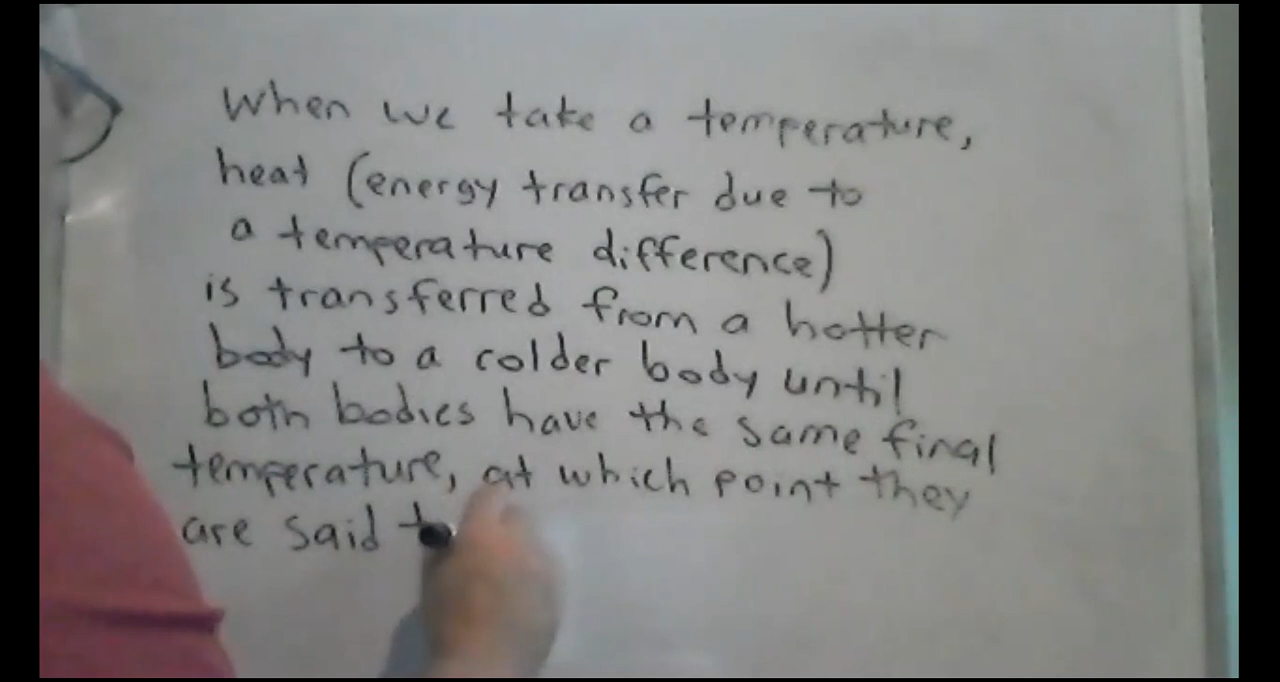 When we take a temperature,
heat (energy transfer due to
a temperature difference)
is transferred from a hotter
body to a colder body until
both bodies have the same final
temperature, at which point they
are said to